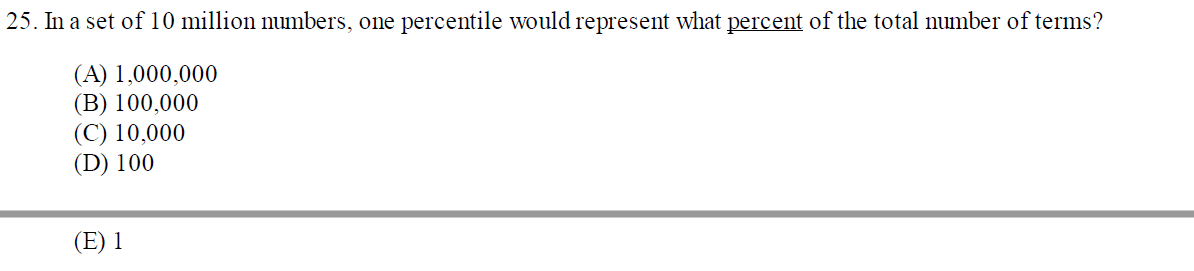 25. In a set of 10 million numbers, one percentile would represent what percent of the total number of terms?
(A) 1,000,000
(B) 100,000
(C) 10,000
(D) 100
(E) 1